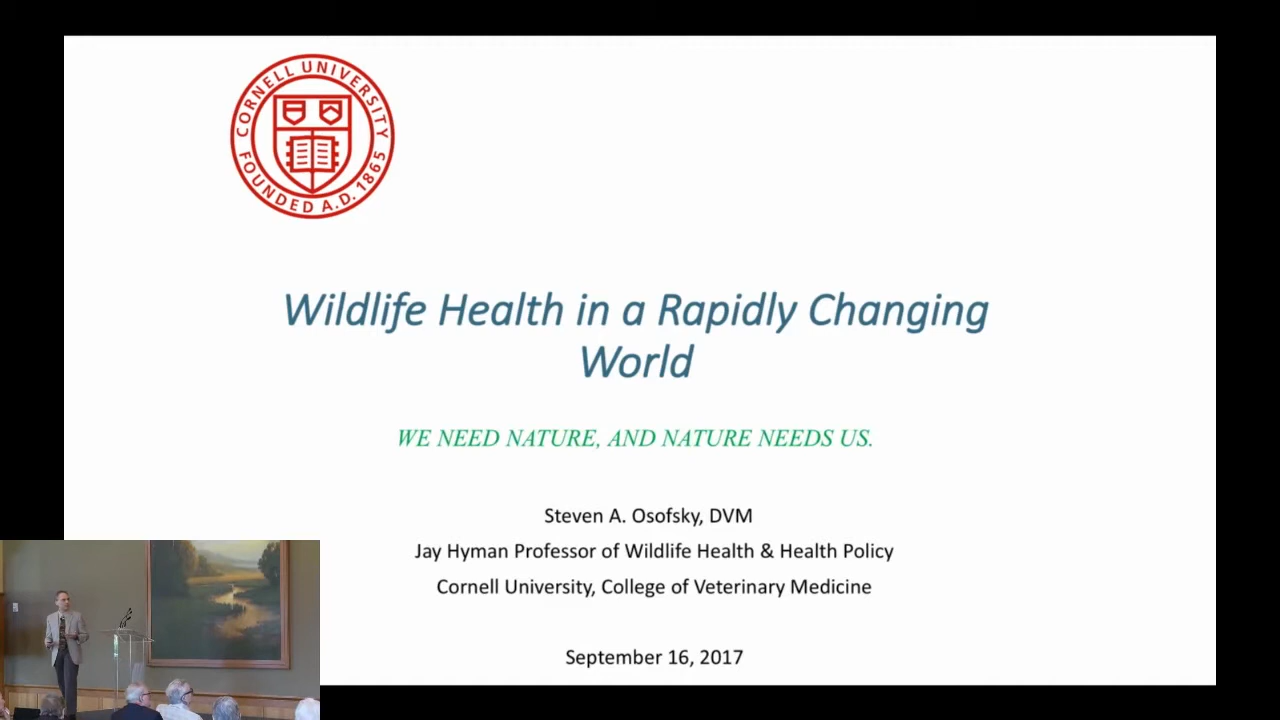 CORNELL UNIVERSITY
FOUNDED A.D. 1865
Wildlife Health in a Rapidly Changing
World
WE NEED NATURE, AND NATURE NEEDS US.
Steven A. Osofsky, DVM
Jay Hyman Professor of Wildlife Health & Health Policy
Cornell University, College of Veterinary Medicine
September 16, 2017